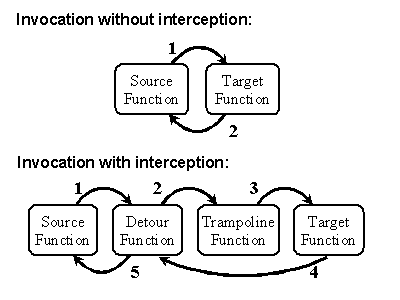 Invocation without interception:
1
Source
Function
Target
Function
2
Invocation with interception:
1
2
3
Source
Function
Detour
Function
Trampoline
Function
Target
Function
5
4